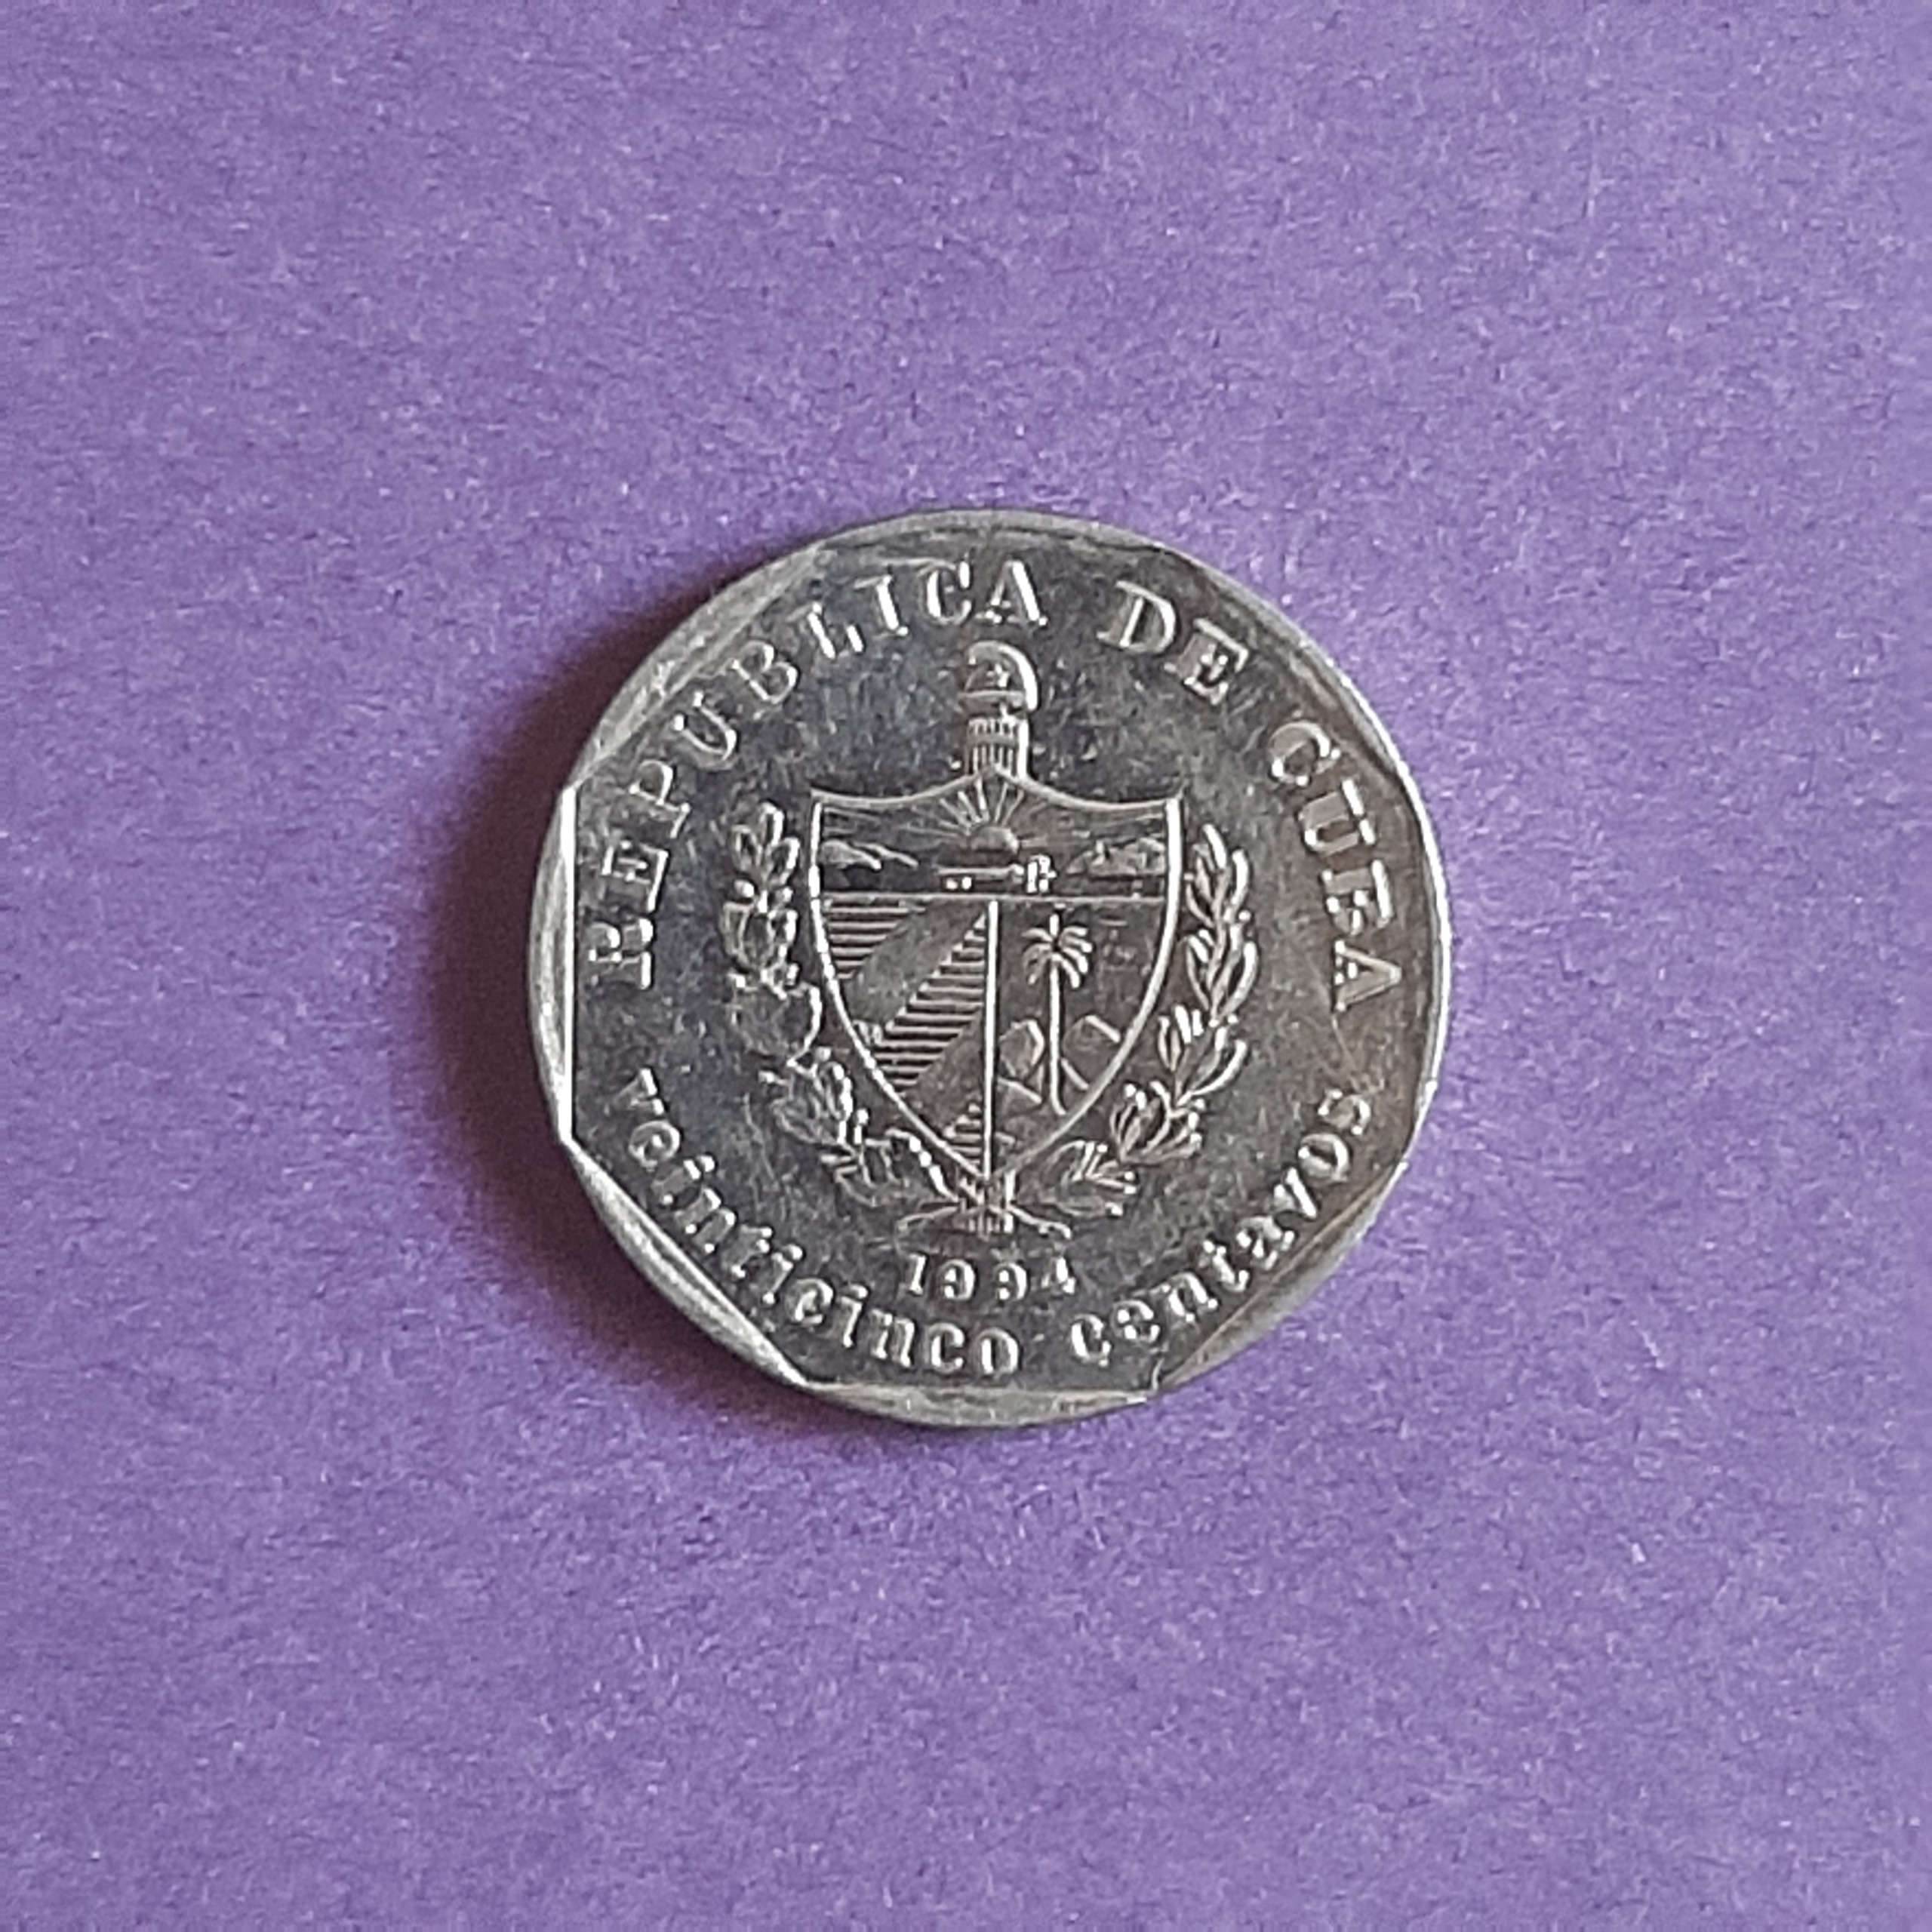 REPUBLICA DE CUBA
1994
veinticinco centavos